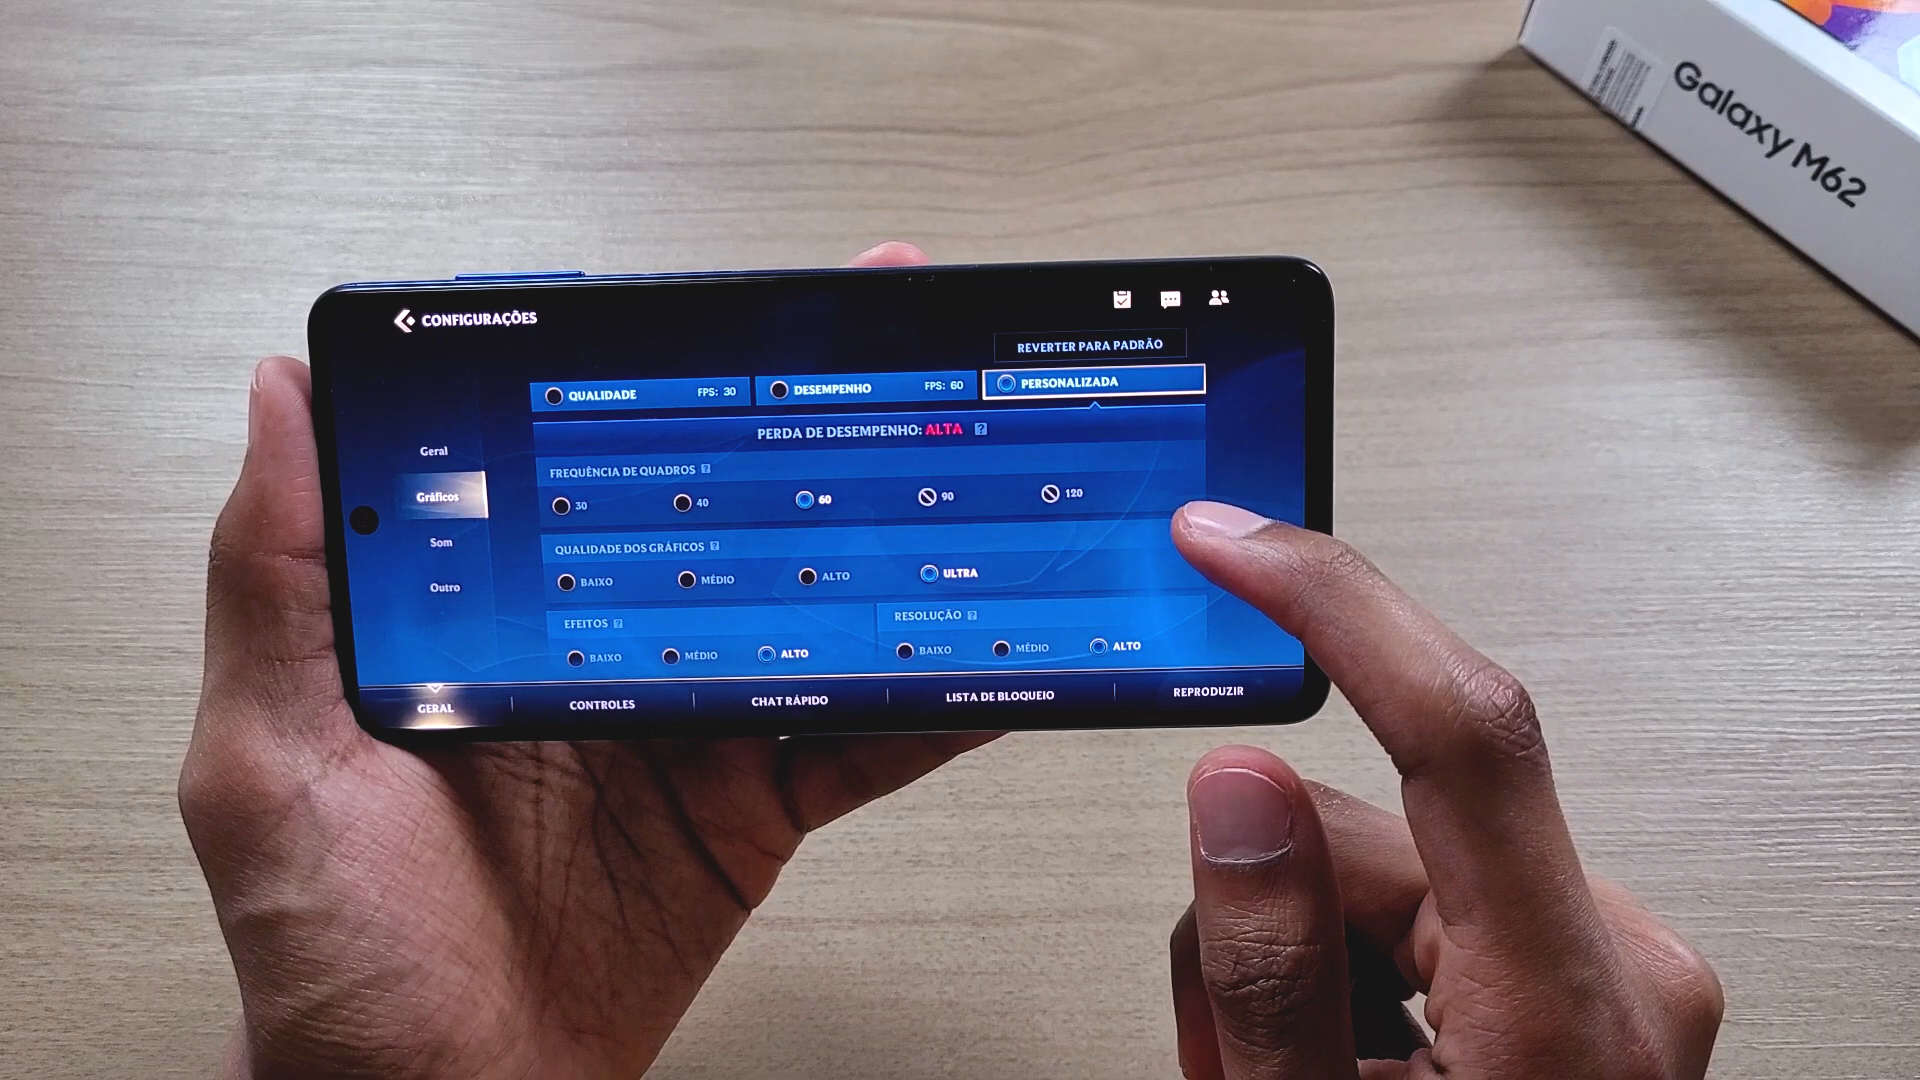 Galaxy M62
CONFIGURAÇÕES
REVERTER PARA PADRÃO
QUALIDADE FPS: 30 DESEMPENHO FPS: 60 PERSONALIZADA
PERDA DE DESEMPENHO: ALTA ?
Geral
Gráficos
Som
Outro
FREQUÊNCIA DE QUADROS ?
30 40 60 90 120
QUALIDADE DOS GRÁFICOS ?
BAIXO MÉDIO ALTO ULTRA
EFEITOS ? RESOLUÇÃO ?
BAIXO MÉDIO ALTO BAIXO MÉDIO ALTO
GERAL CONTROLES CHAT RÁPIDO LISTA DE BLOQUEIO REPRODUZIR